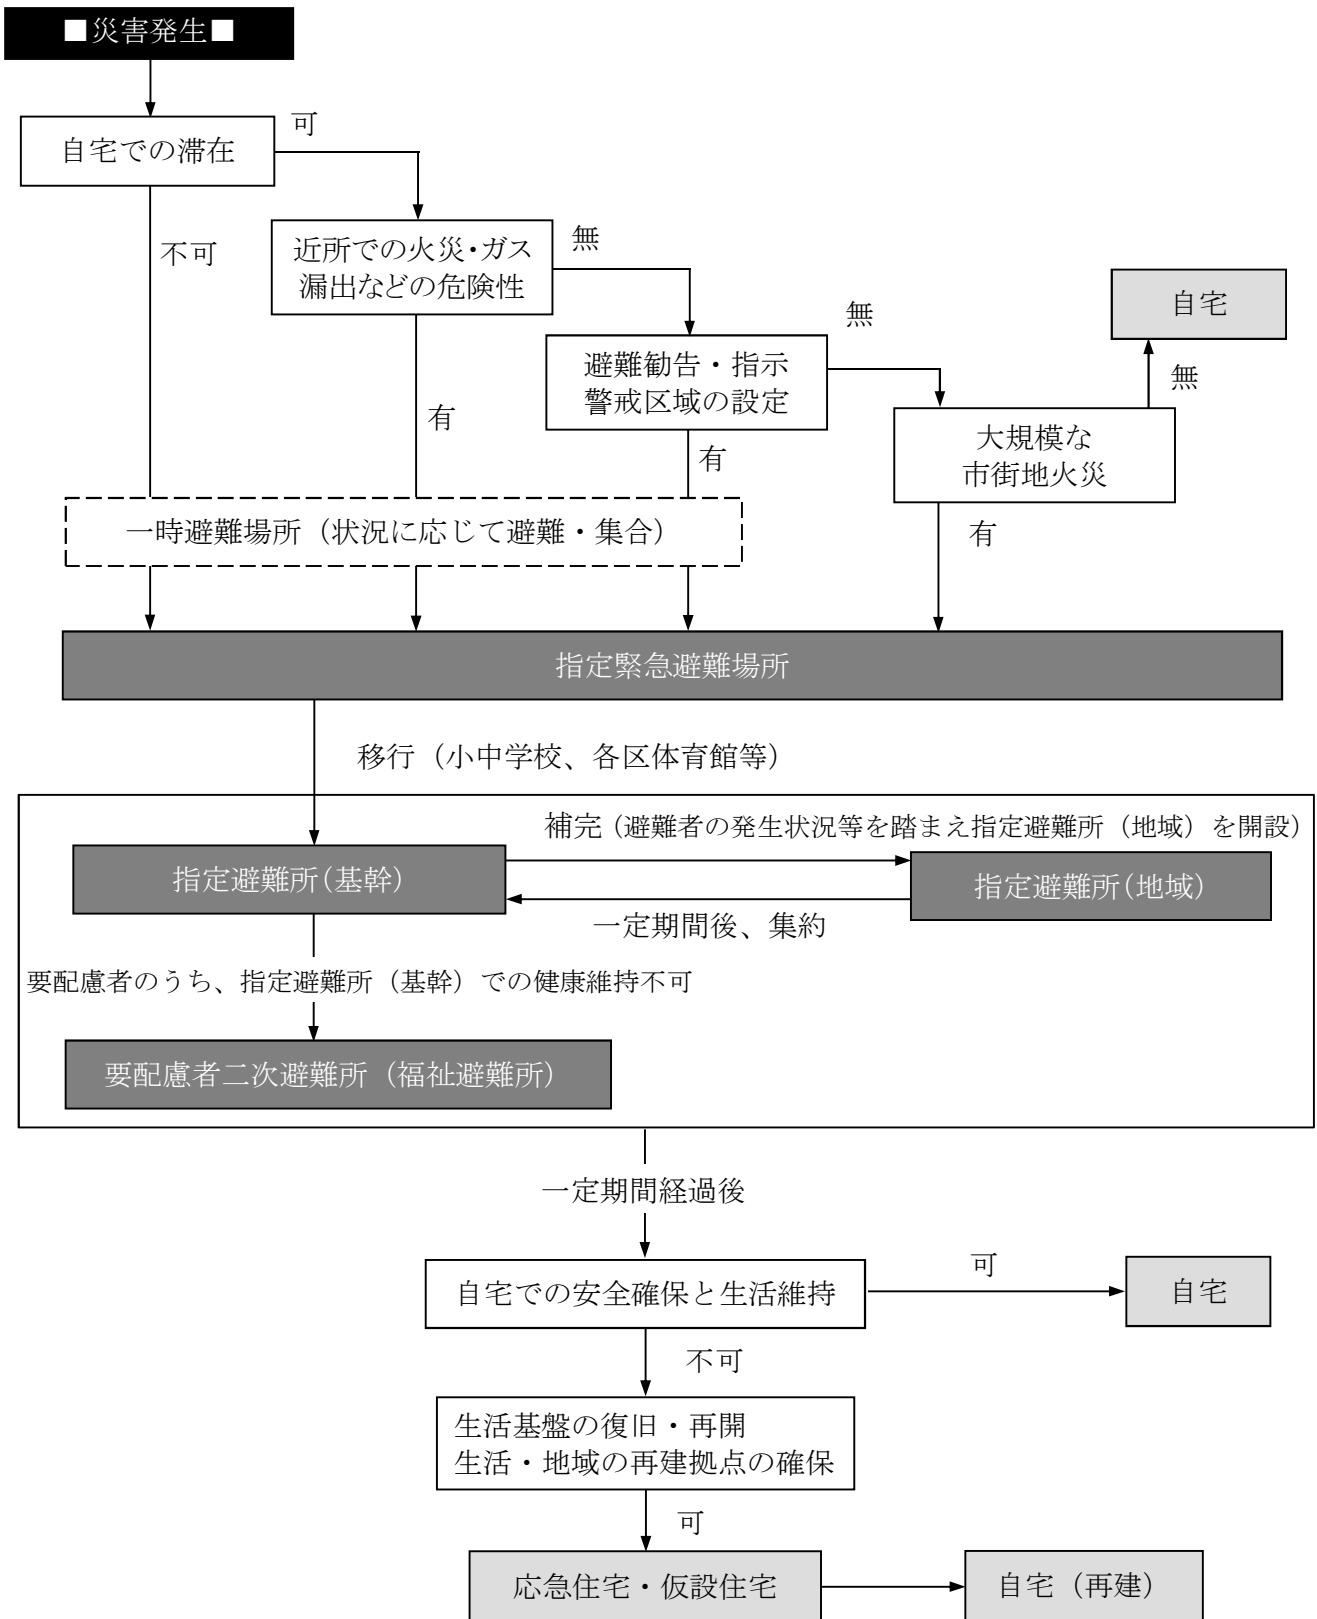 ■災害発生■
自宅での滞在
可
不可
近所での火災・ガス
漏出などの危険性
無
有
避難勧告・指示
警戒区域の設定
無
有
自宅
無
大規模な
市街地火災
有
一時避難場所（状況に応じて避難・集合）
指定緊急避難場所
移行（小中学校、各区体育館等）
補完（避難者の発生状況等を踏まえ指定避難所（地域）を開設）
指定避難所（基幹）
指定避難所（地域）
一定期間後、集約
要配慮者のうち、指定避難所（基幹）での健康維持不可
要配慮者二次避難所（福祉避難所）
一定期間経過後
自宅での安全確保と生活維持
可
自宅
不可
生活基盤の復旧・再開
生活・地域の再建拠点の確保
可
応急住宅・仮設住宅
自宅（再建）